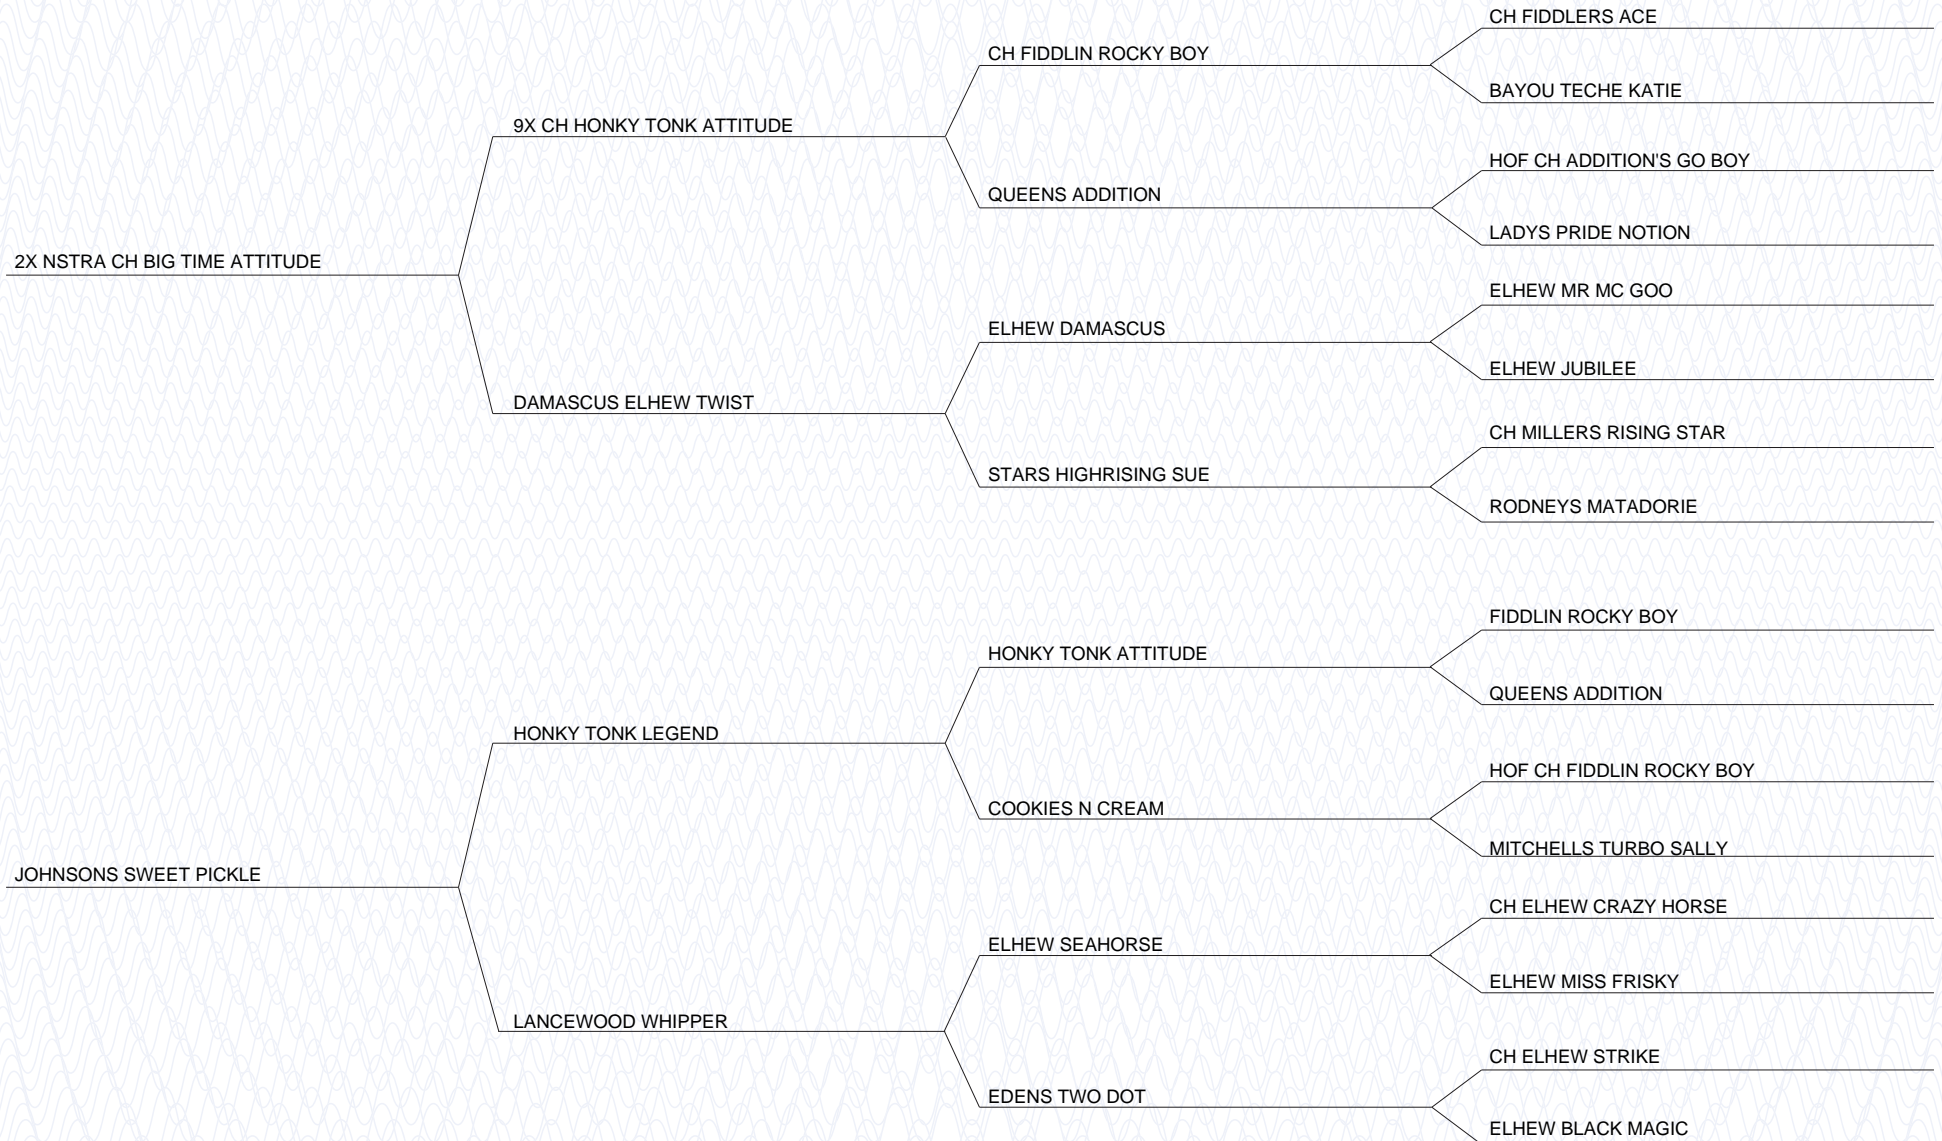 CH FIDDLERS ACE
CH FIDDLIN ROCKY BOY
BAYOU TECHE KATIE
9X CH HONKY TONK ATTITUDE
HOF CH ADDITION'S GO BOY
QUEENS ADDITION
LADYS PRIDE NOTION
2X NSTRA CH BIG TIME ATTITUDE
ELHEW MR MC GOO
ELHEW DAMASCUS
ELHEW JUBILEE
DAMASCUS ELHEW TWIST
CH MILLERS RISING STAR
STARS HIGHRISING SUE
RODNEYS MATADORIE
FIDDLIN ROCKY BOY
HONKY TONK ATTITUDE
QUEENS ADDITION
HONKY TONK LEGEND
HOF CH FIDDLIN ROCKY BOY
COOKIES N CREAM
MITCHELLS TURBO SALLY
JOHNSONS SWEET PICKLE
CH ELHEW CRAZY HORSE
ELHEW SEAHORSE
ELHEW MISS FRISKY
LANCEWOOD WHIPPER
CH ELHEW STRIKE
EDENS TWO DOT
ELHEW BLACK MAGIC